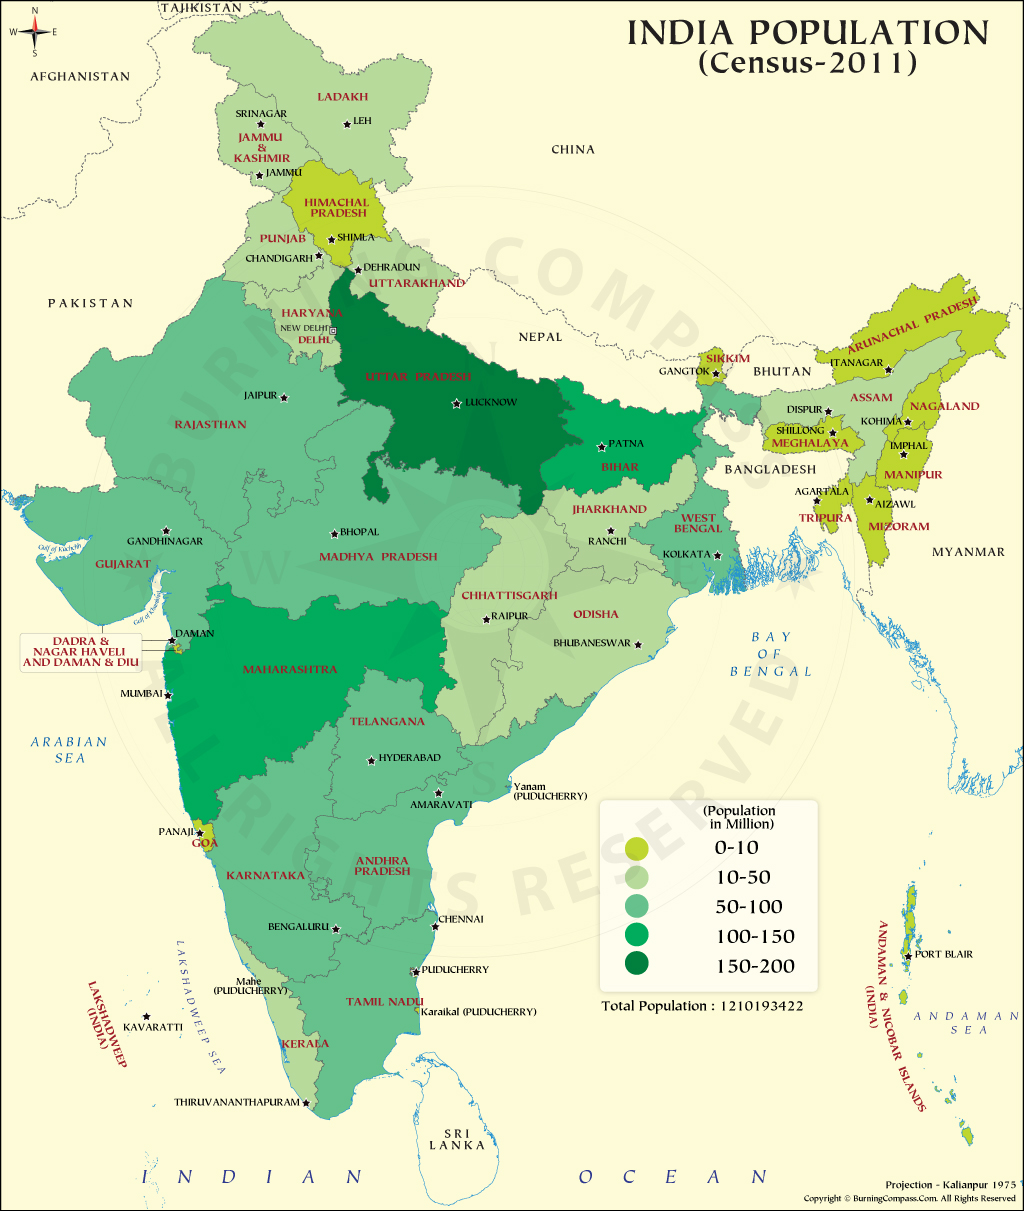 INDIA POPULATION
(Census-2011)
N
W
E
S
TAJIKISTAN
AFGHANISTAN
CHINA
PAKISTAN
NEPAL
BHUTAN
BANGLADESH
MYANMAR
SRI
LANKA
LADAKH
LEH
SRINAGAR
JAMMU
&
KASHMIR
JAMMU
HIMACHAL
PRADESH
SHIMLA
PUNJAB
CHANDIGARH
DEHRADUN
UTTARAKHAND
HARYANA
NEW DELHI
DELHI
UTTAR PRADESH
LUCKNOW
JAIPUR
RAJASTHAN
PATNA
BIHAR
SIKKIM
GANGTOK
ARUNACHAL PRADESH
ITANAGAR
ASSAM
DISPUR
NAGALAND
KOHIMA
SHILLONG
MEGHALAYA
IMPHAL
MANIPUR
AGARTALA
TRIPURA
AIZAWL
MIZORAM
JHARKHAND
RANCHI
WEST
BENGAL
KOLKATA
Gulf of Kuchchh
GANDHINAGAR
GUJARAT
Gulf of Khambhat
BHOPAL
MADHYA PRADESH
CHHATTISGARH
RAIPUR
ODISHA
BHUBANESWAR
DAMAN
DADRA &
NAGAR HAVELI
AND DAMAN & DIU
MUMBAI
MAHARASHTRA
TELANGANA
HYDERABAD
AMARAVATI
Yanam
(PUDUCHERRY)
PANAJI
GOA
ANDHRA
PRADESH
KARNATAKA
BENGALURU
CHENNAI
PUDUCHERRY
Mahe
(PUDUCHERRY)
TAMIL NADU
Karaikal (PUDUCHERRY)
KERALA
THIRUVANANTHAPURAM
LAKSHADWEEP
(INDIA)
KAVARATTI
LAKSHADWEEP SEA
ARABIAN
SEA
BAY
OF
BENGAL
PORT BLAIR
ANDAMAN & NICOBAR ISLANDS
(INDIA)
ANDAMAN
SEA
INDIAN OCEAN
(Population
in Million)
0-10
10-50
50-100
100-150
150-200
Total Population : 1210193422
Projection - Kalianpur 1975
Copyright © BurningCompass.Com. All Rights Reserved